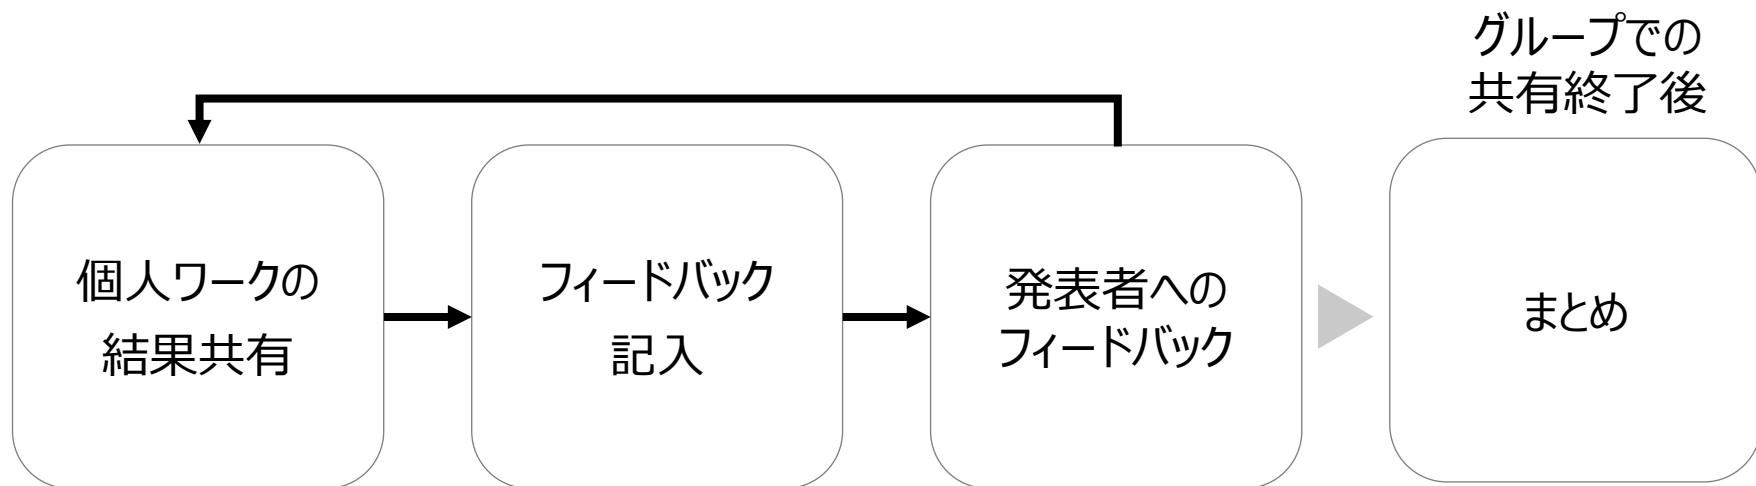 グループでの
共有終了後
個人ワークの
結果共有
フィードバック
記入
発表者への
フィードバック
まとめ